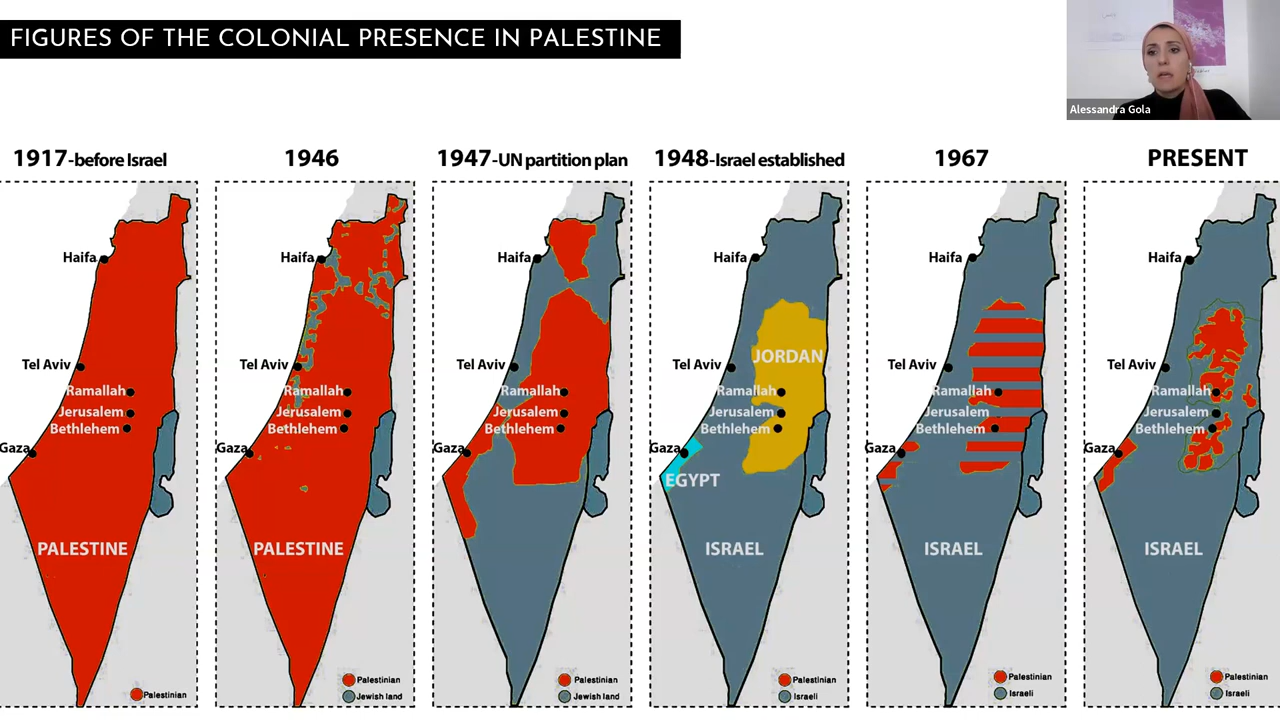 FIGURES OF THE COLONIAL PRESENCE IN PALESTINE
Alessandra Gola
1917-before Israel
Haifa
Tel Aviv
Ramallah
Jerusalem
Bethlehem
Gaza
PALESTINE
Palestinian
1946
Haifa
Tel Aviv
Ramallah
Jerusalem
Bethlehem
Gaza
PALESTINE
Palestinian
Jewish land
1947-UN partition plan
Haifa
Tel Aviv
Ramallah
Jerusalem
Bethlehem
Gaza
Palestinian
Jewish land
1948-Israel established
Haifa
JORDAN
Tel Aviv
Ramallah
Jerusalem
Bethlehem
Gaza
EGYPT
ISRAEL
Palestinian
Israeli
1967
Haifa
Tel Aviv
Ramallah
Jerusalem
Bethlehem
Gaza
ISRAEL
Palestinian
Israeli
PRESENT
Haifa
Tel Aviv
Ramallah
Jerusalem
Bethlehem
Gaza
ISRAEL
Palestinian
Israeli